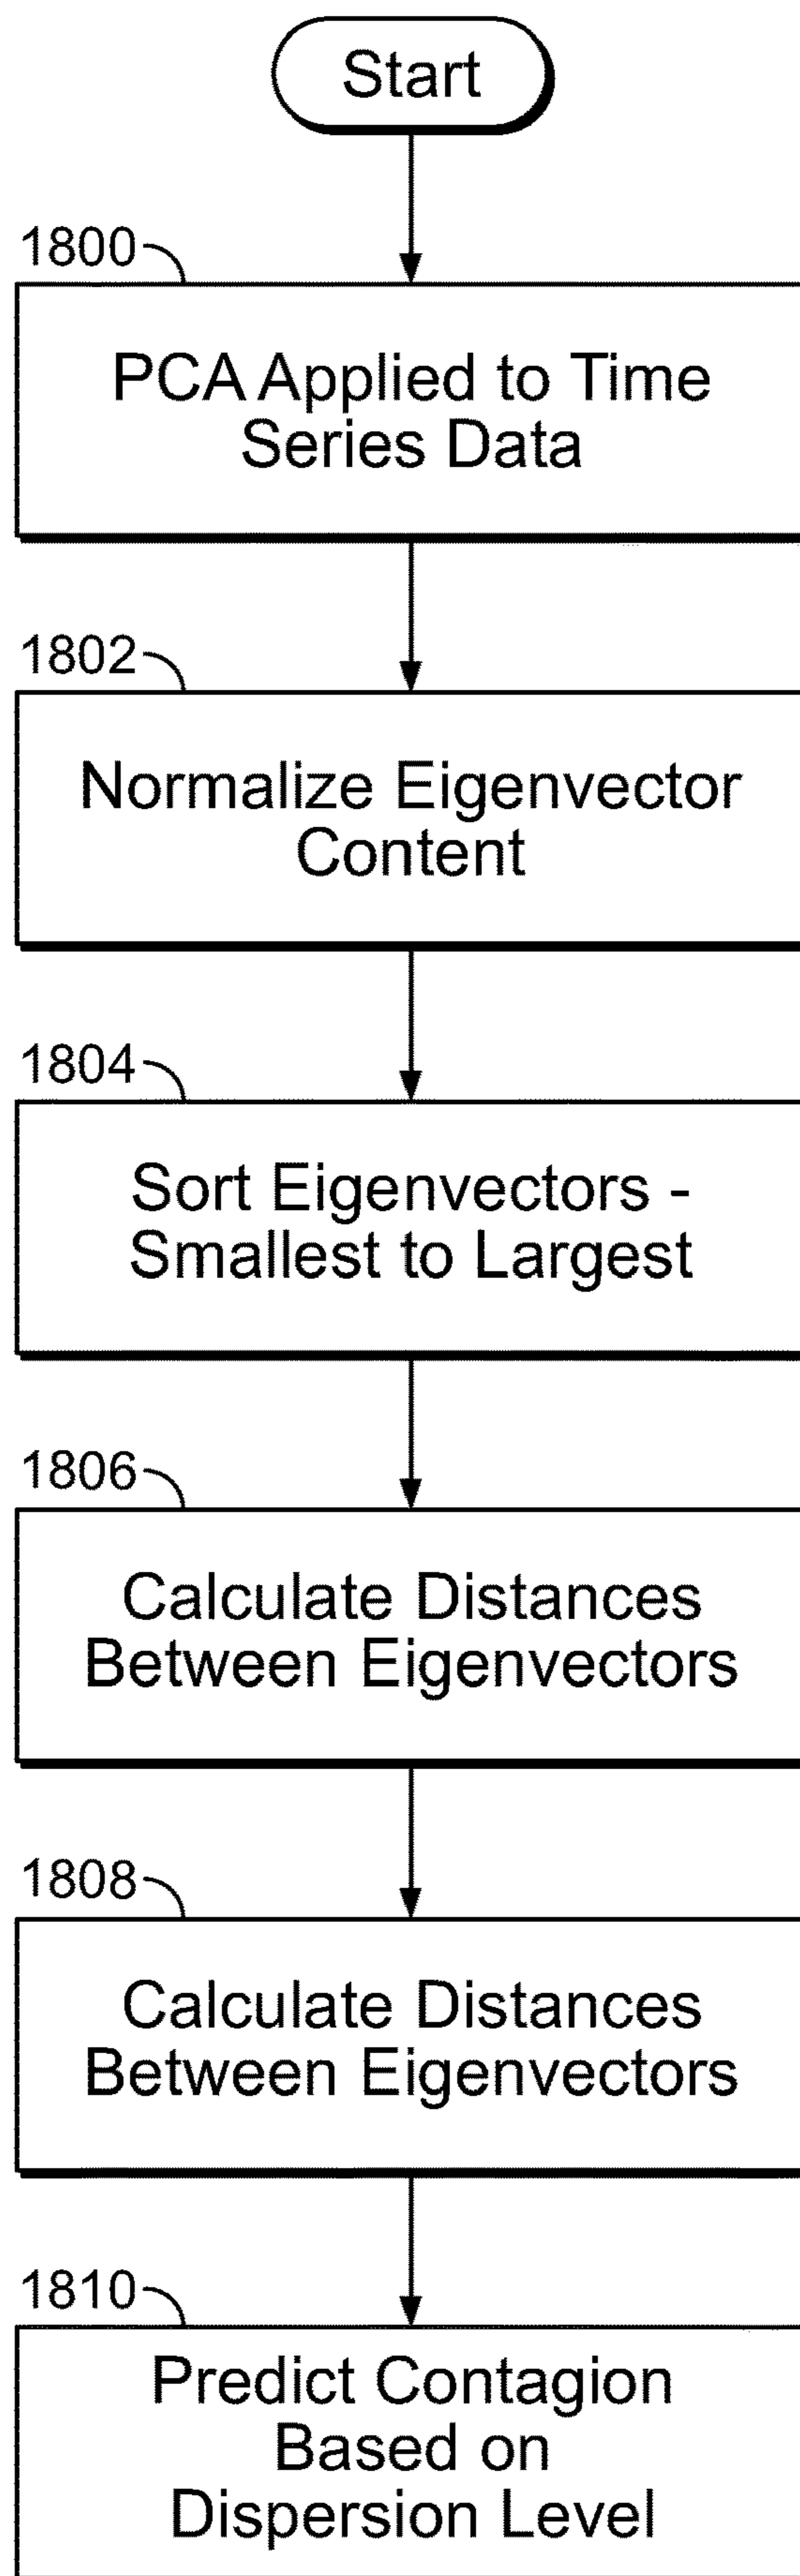 Start
1800
PCA Applied to Time
Series Data
1802
Normalize Eigenvector
Content
1804
Sort Eigenvectors -
Smallest to Largest
1806
Calculate Distances
Between Eigenvectors
1808
Calculate Distances
Between Eigenvectors
1810
Predict Contagion
Based on
Dispersion Level